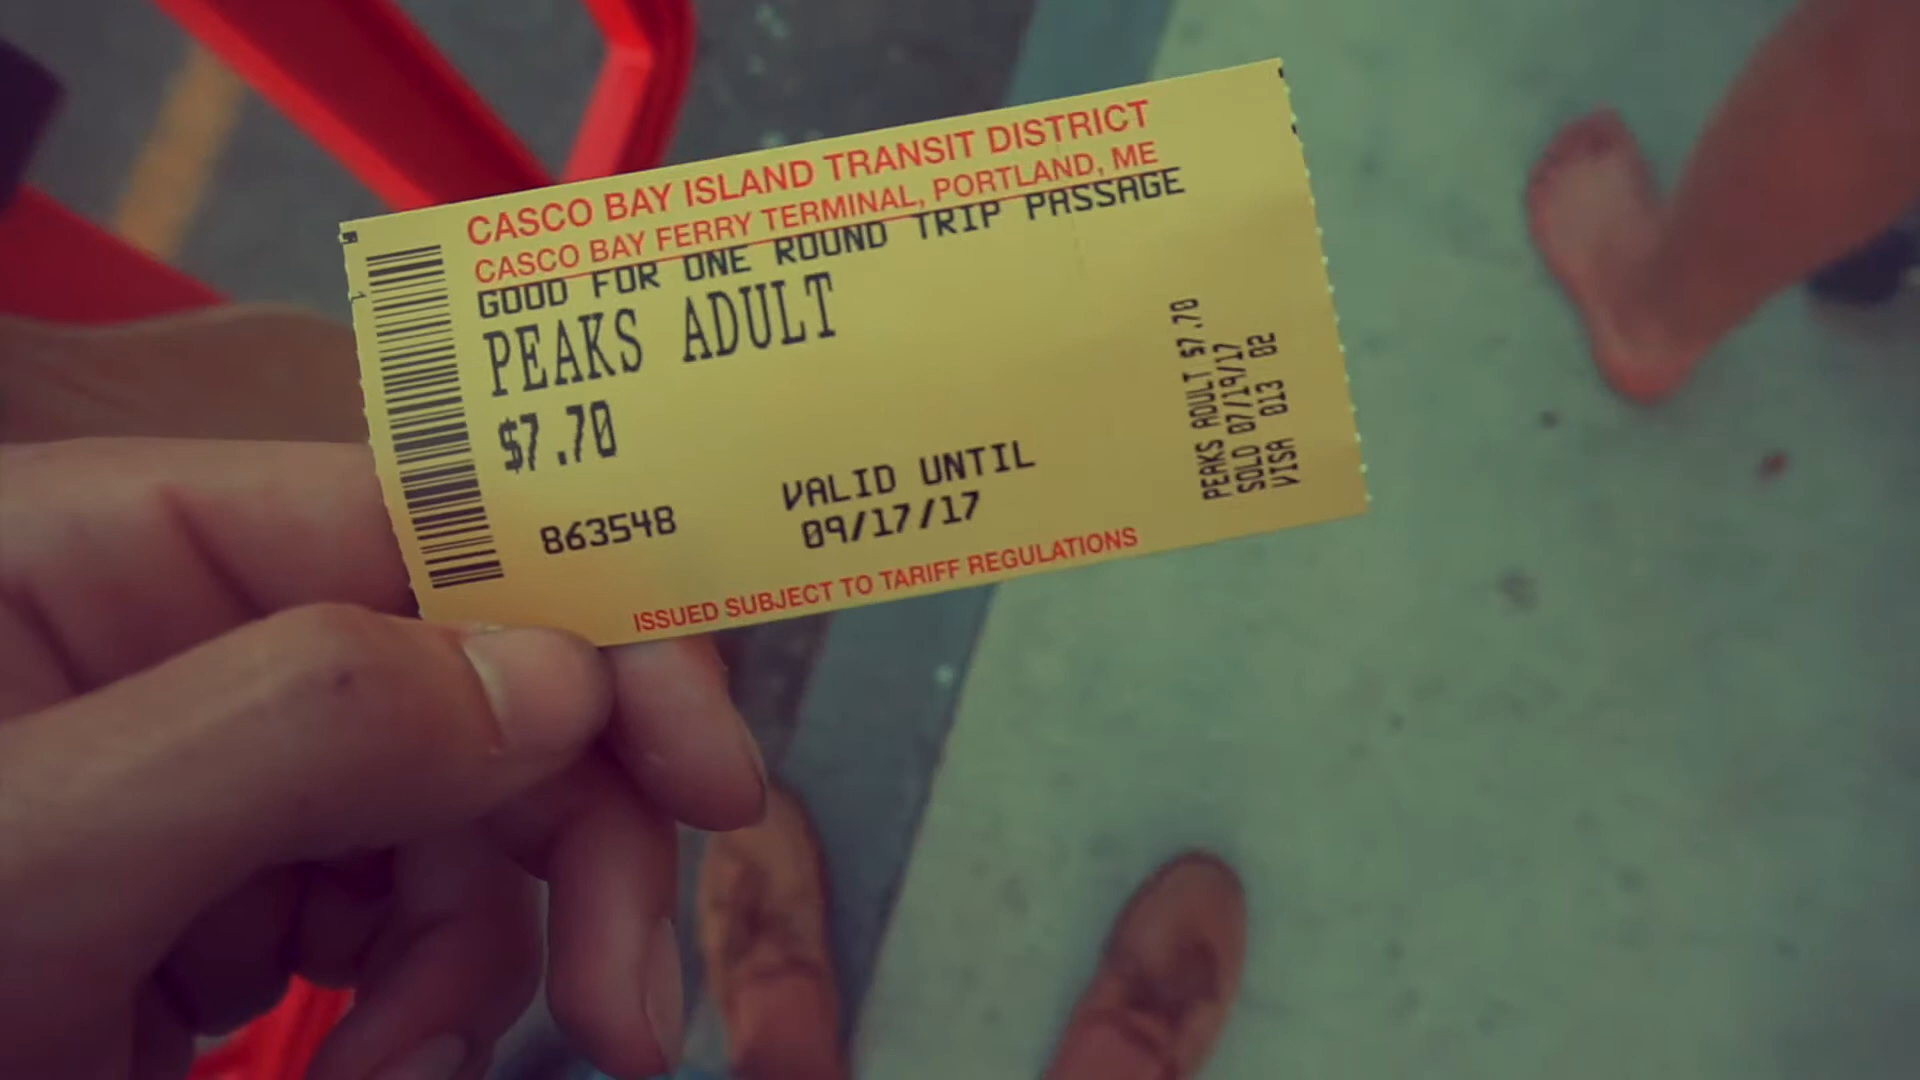 CASCO BAY ISLAND TRANSIT DISTRICT
CASCO BAY FERRY TERMINAL, PORTLAND, ME
GOOD FOR ONE ROUND TRIP PASSAGE
PEAKS ADULT
$7.70
863548
VALID UNTIL
09/17/17
ISSUED SUBJECT TO TARIFF REGULATIONS
PEAKS ADULT $7.70
SOLD 07/19/17
VISA 013 02